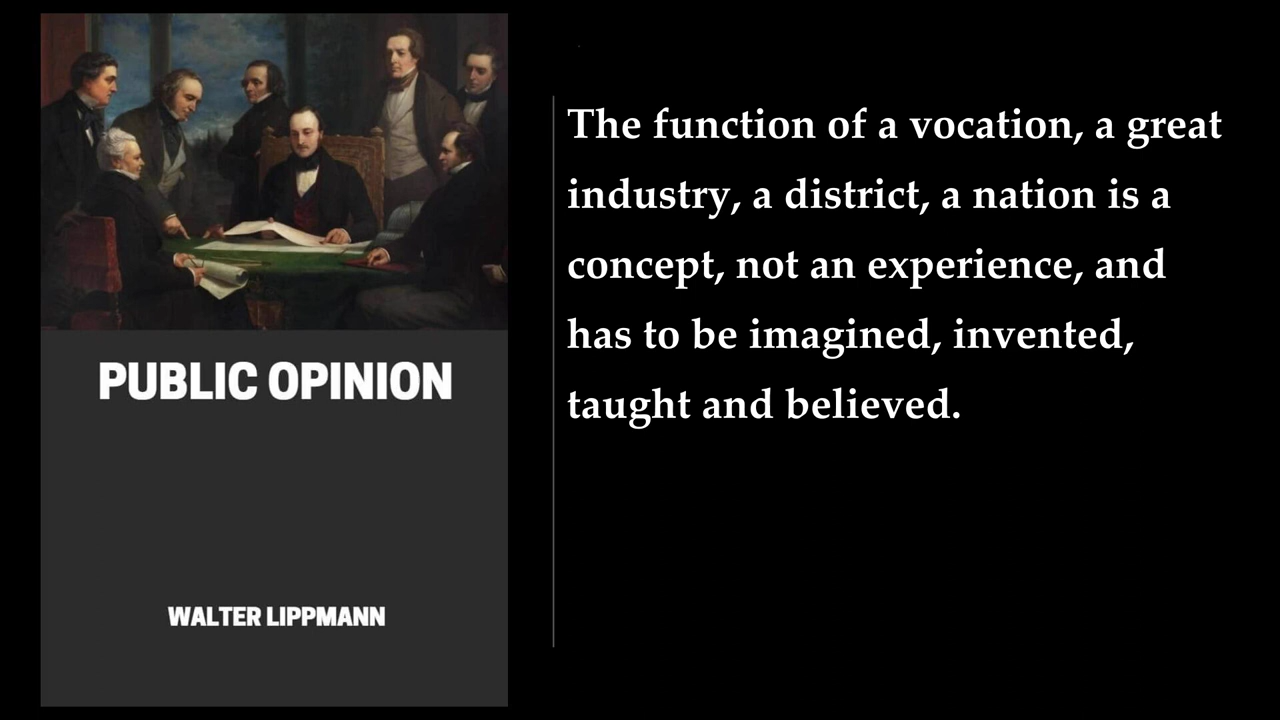 PUBLIC OPINION
WALTER LIPPMANN
The function of a vocation, a great
industry, a district, a nation is a
concept, not an experience, and
has to be imagined, invented,
taught and believed.